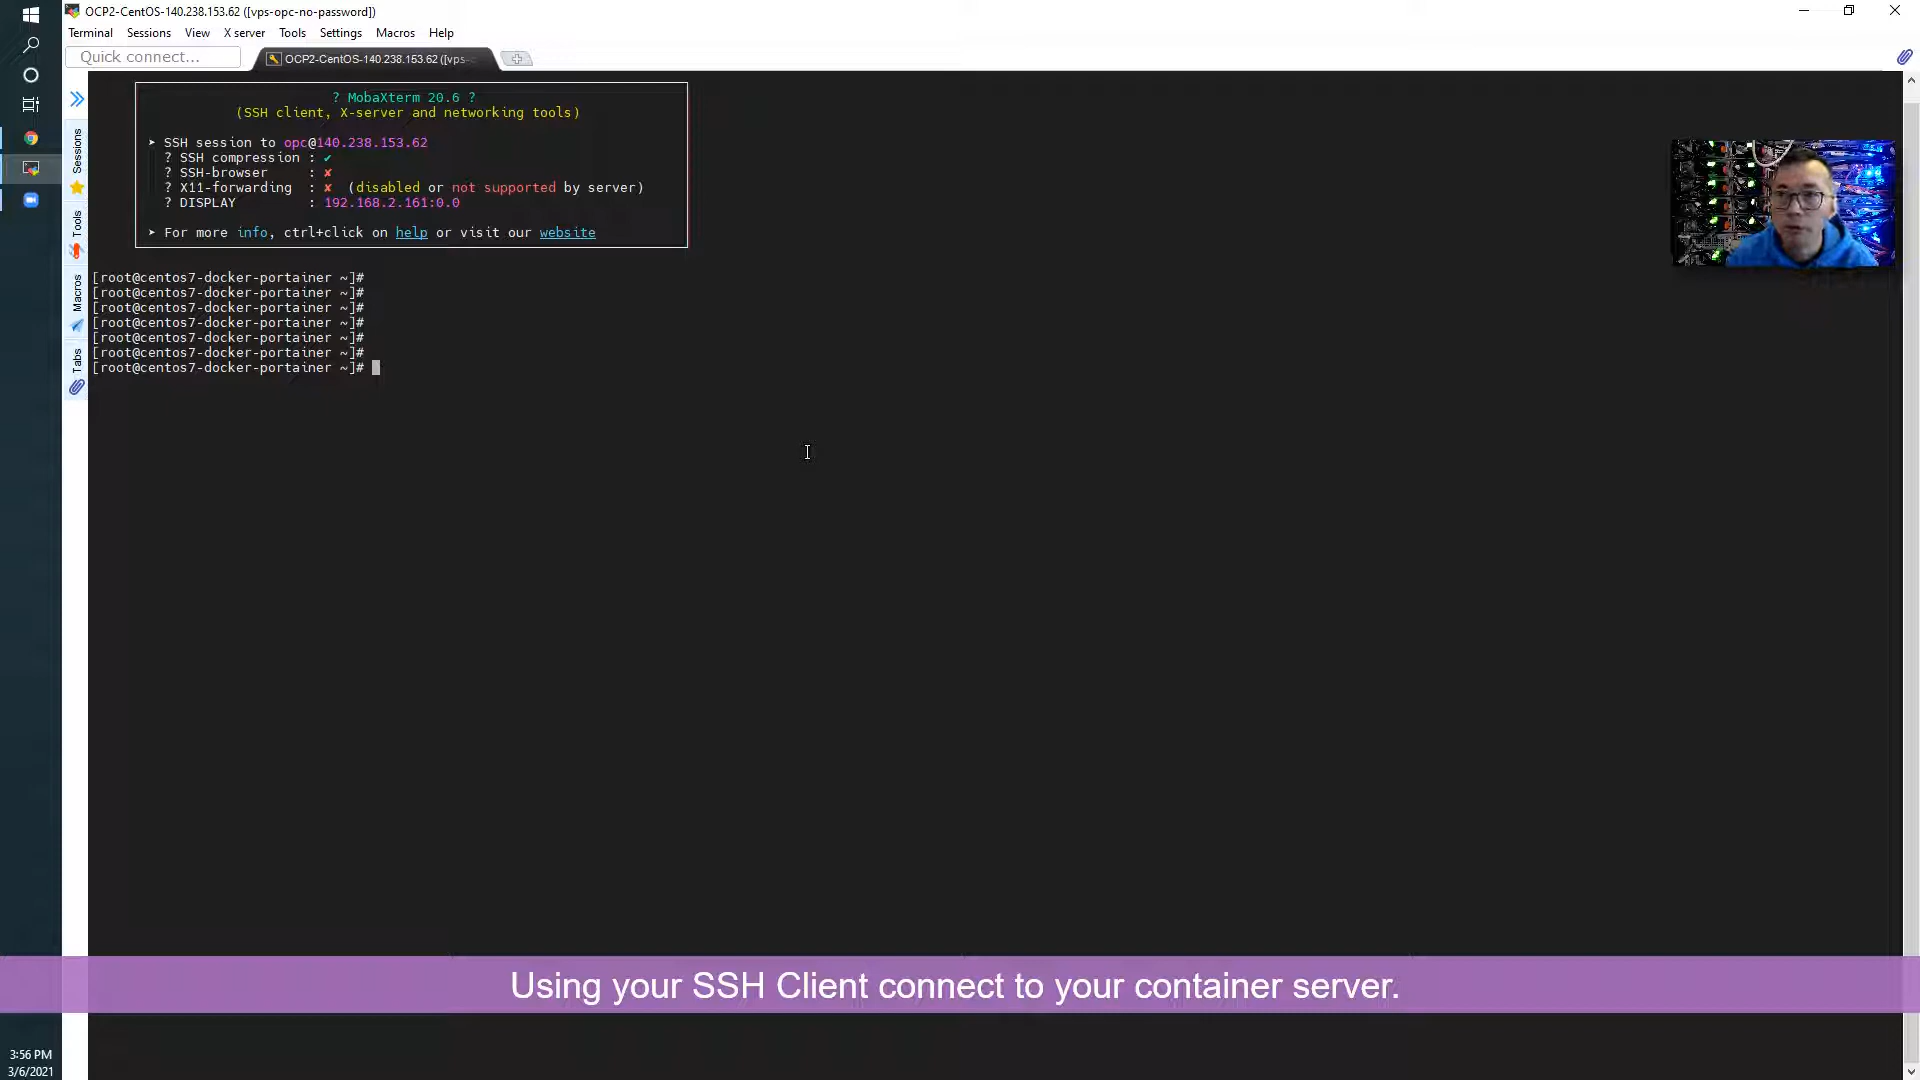 OCP2-CentOS-140.238.153.62 ([vps-opc-no-password])
Terminal Sessions View X server Tools Settings Macros Help
Quick connect...
OCP2-CentOS-140.238.153.62 ([vps-
? MobaXterm 20.6 ?
(SSH client, X-server and networking tools)
➤ SSH session to opc@140.238.153.62
? SSH compression : ✔
? SSH-browser : ✘
? X11-forwarding : ✘ (disabled or not supported by server)
? DISPLAY : 192.168.2.161:0.0
➤ For more info, ctrl+click on help or visit our website
[root@centos7-docker-portainer ~]#
[root@centos7-docker-portainer ~]#
[root@centos7-docker-portainer ~]#
[root@centos7-docker-portainer ~]#
[root@centos7-docker-portainer ~]#
[root@centos7-docker-portainer ~]#
[root@centos7-docker-portainer ~]#
Sessions
Tools
Macros
Tabs
Using your SSH Client connect to your container server.
3:56 PM
3/6/2021